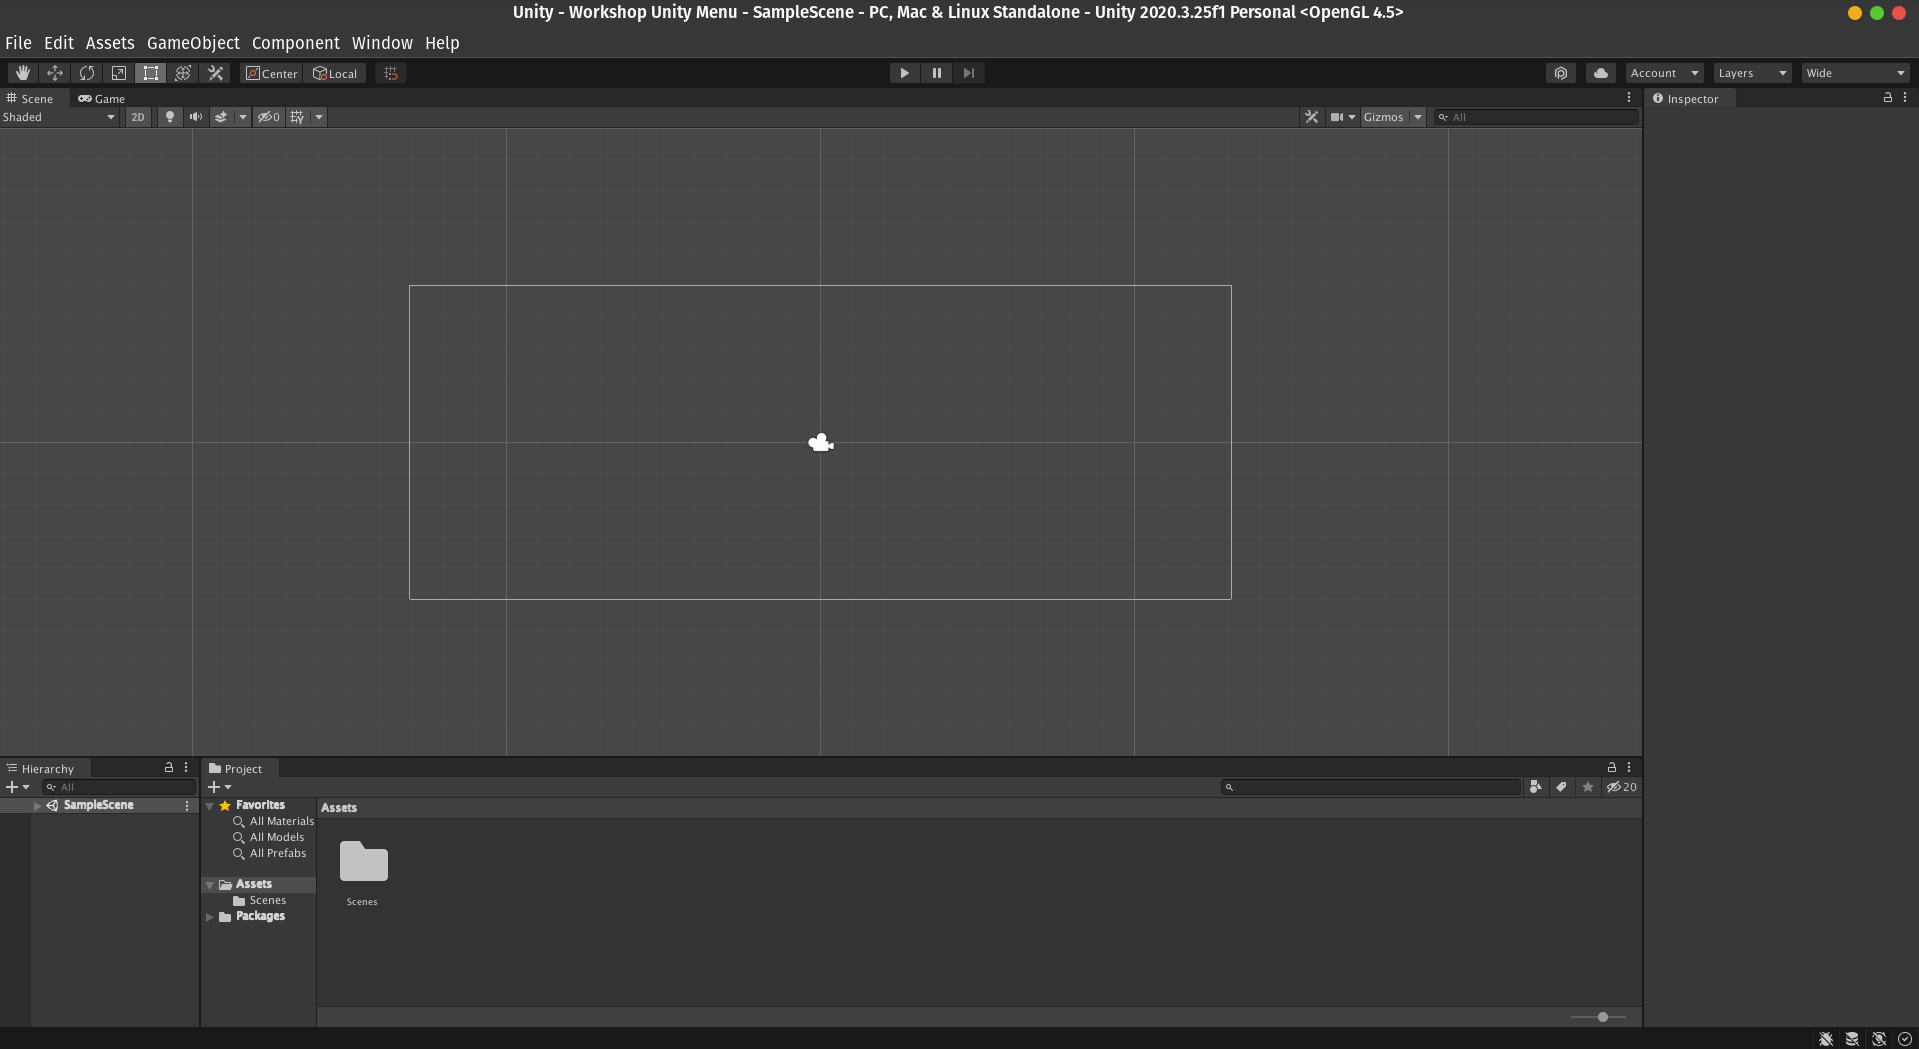 Unity - Workshop Unity Menu - SampleScene - PC, Mac & Linux Standalone - Unity 2020.3.25f1 Personal <OpenGL 4.5>
File Edit Assets GameObject Component Window Help
Center Local Account Layers Wide
Scene Game Inspector
Shaded 2D 0 Gizmos All
Hierarchy
All
SampleScene
Project
20
Favorites
All Materials
All Models
All Prefabs
Assets
Scenes
Packages
Assets
Scenes